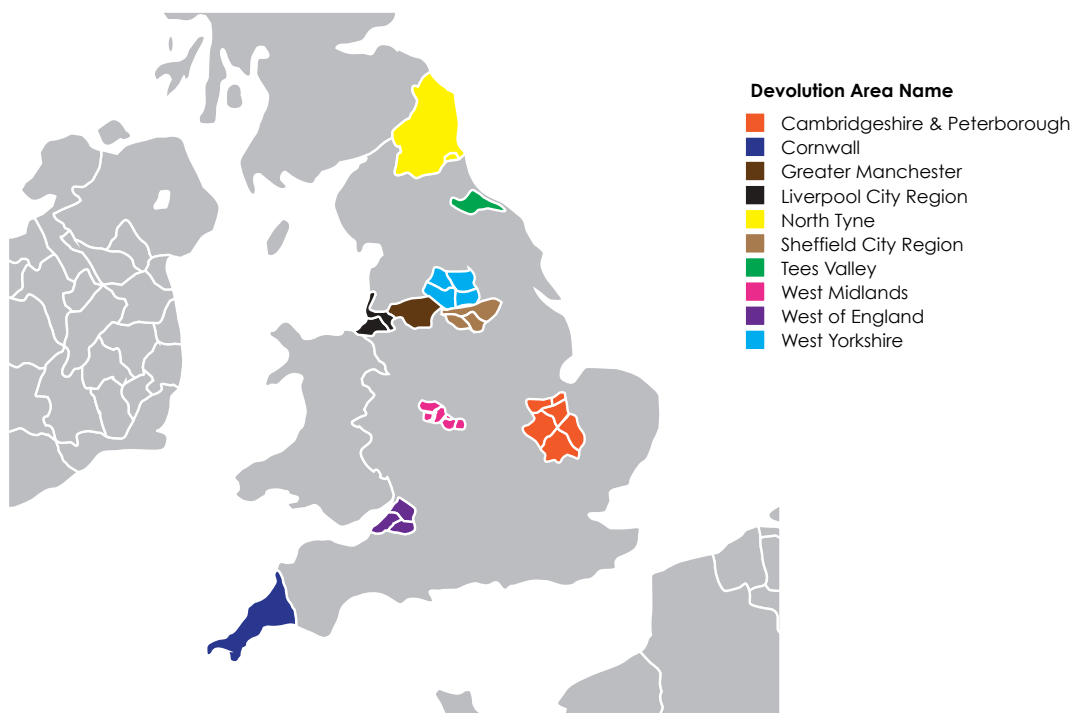 Devolution Area Name
Cambridgeshire & Peterborough
Cornwall
Greater Manchester
Liverpool City Region
North Tyne
Sheffield City Region
Tees Valley
West Midlands
West of England
West Yorkshire